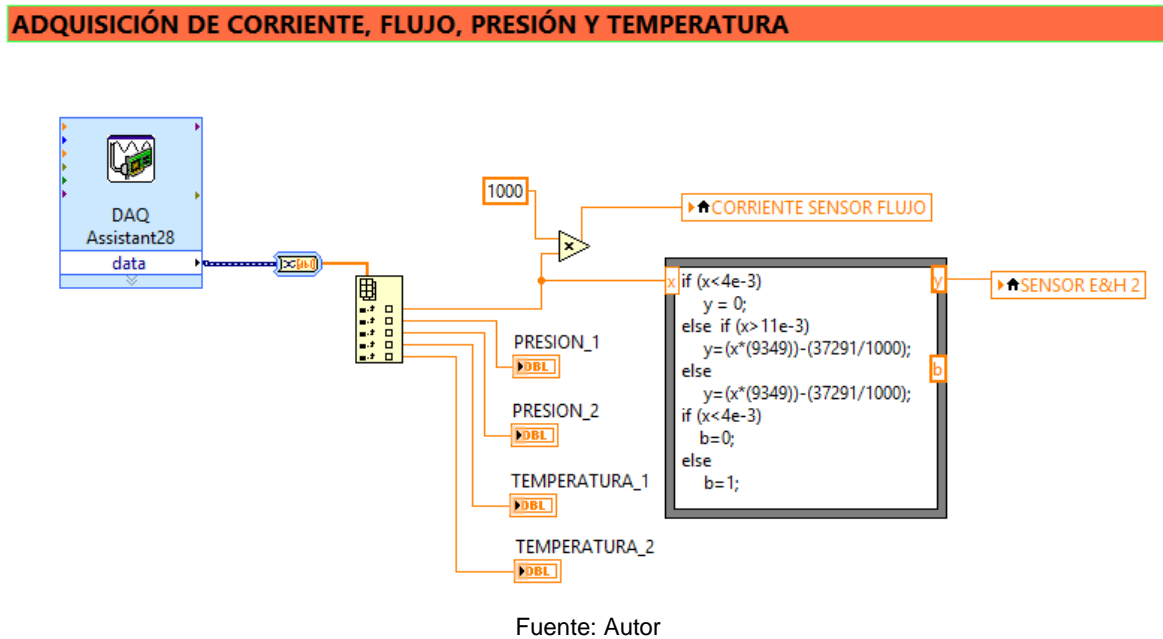 ADQUISICIÓN DE CORRIENTE, FLUJO, PRESIÓN Y TEMPERATURA
DAQ
Assistant28
data
1000
x
CORRIENTE SENSOR FLUJO
x
if (x<4e-3)
y = 0;
else if (x>11e-3)
y=(x*(9349))-(37291/1000);
else
y=(x*(9349))-(37291/1000);
if (x<4e-3)
b=0;
else
b=1;
y
b
SENSOR E&H 2
PRESION_1
DBL
PRESION_2
DBL
TEMPERATURA_1
DBL
TEMPERATURA_2
DBL
Fuente: Autor